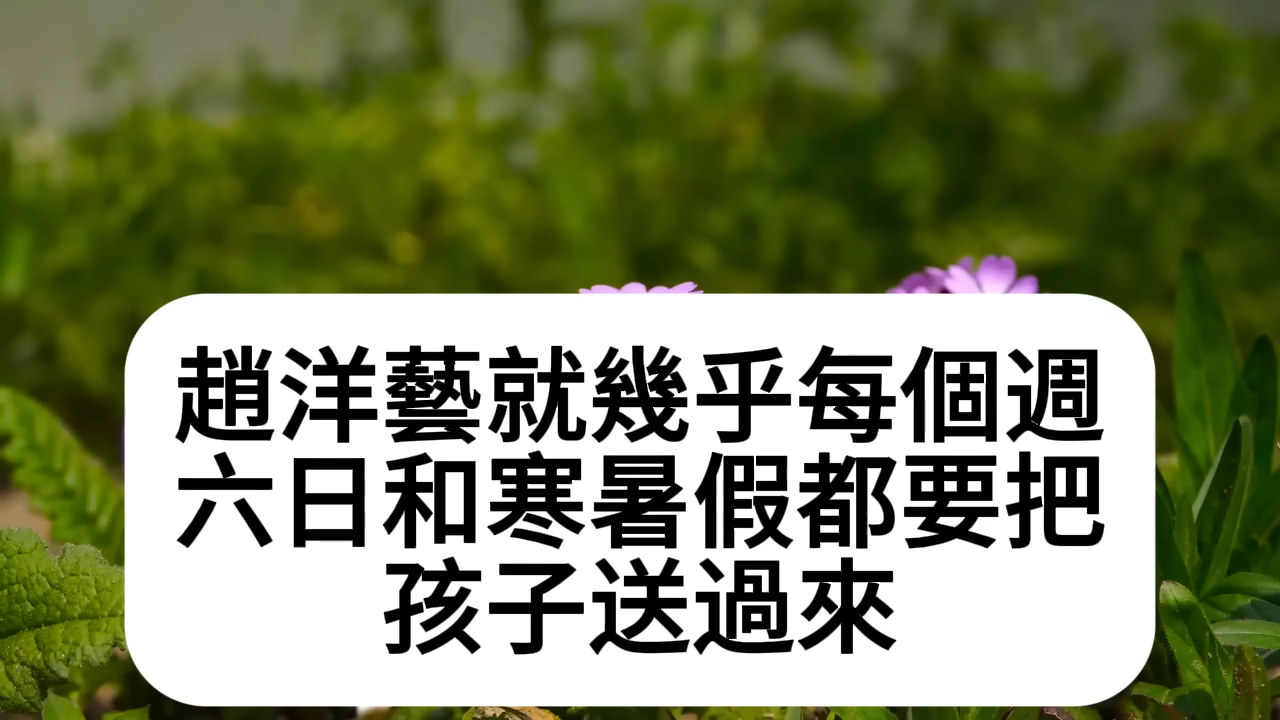 趙洋藝就幾乎每個週
六日和寒暑假都要把
孩子送過來